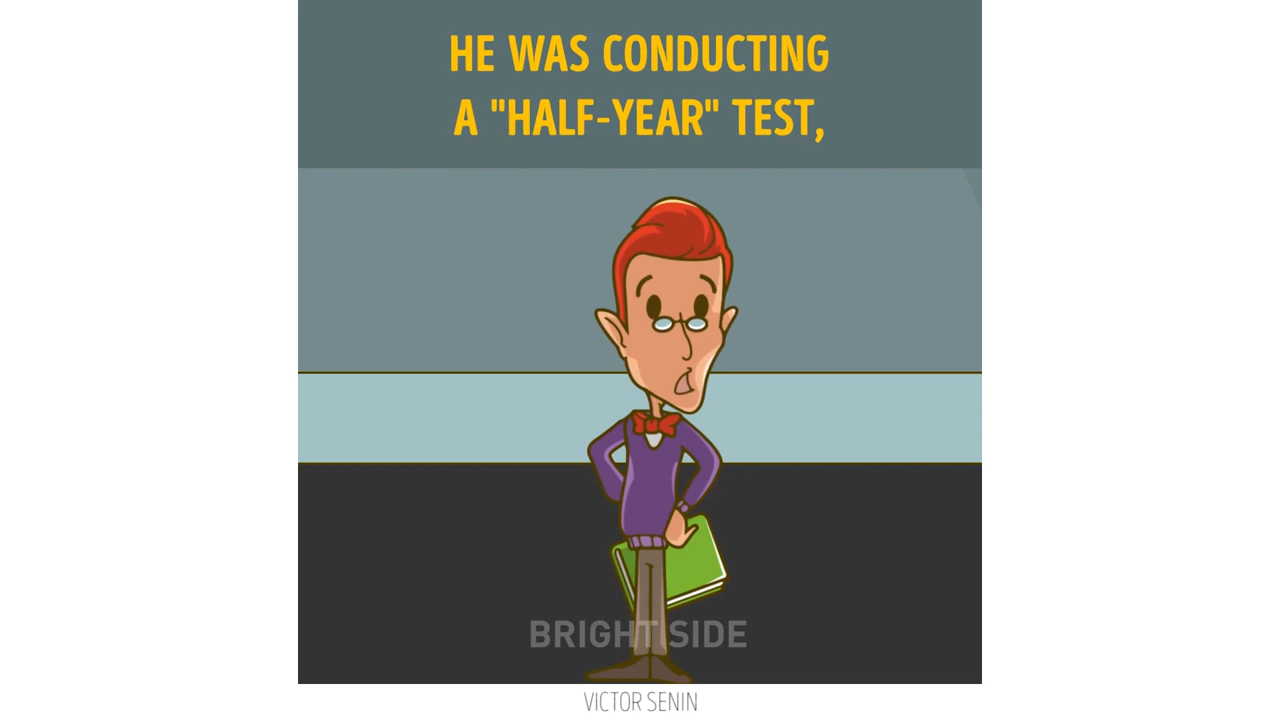 HE WAS CONDUCTING
A "HALF-YEAR" TEST,
BRIGHT SIDE
VICTOR SENIN